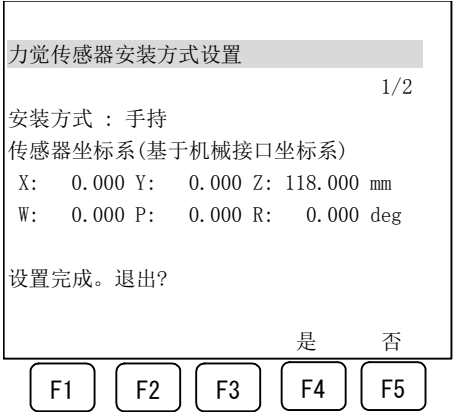 力觉传感器安装方式设置
1/2
安装方式 : 手持
传感器坐标系(基于机械接口坐标系)
X: 0.000 Y: 0.000 Z: 118.000 mm
W: 0.000 P: 0.000 R: 0.000 deg
设置完成。退出?
是 否
F1 F2 F3 F4 F5